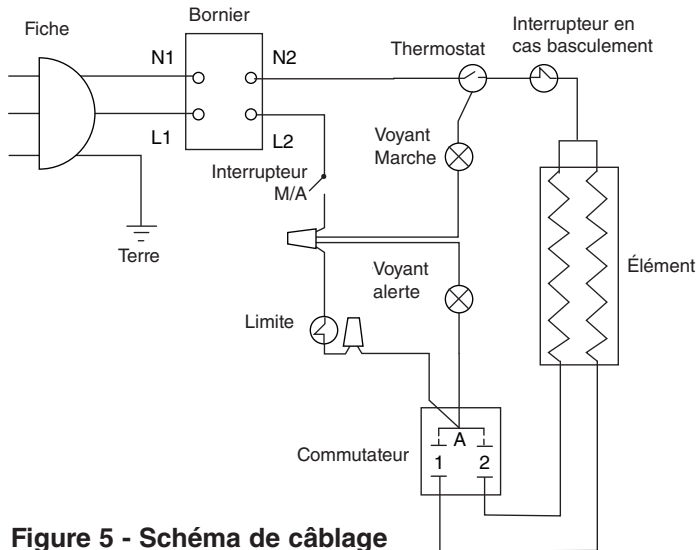 Fiche
Bornier
Interrupteur en
cas basculement
N1
N2
Thermostat
L1
L2
Voyant
Marche
Interrupteur
M/A
Terre
Voyant
alerte
Élément
Limite
Commutateur
A
1
2
Figure 5 - Schéma de câblage